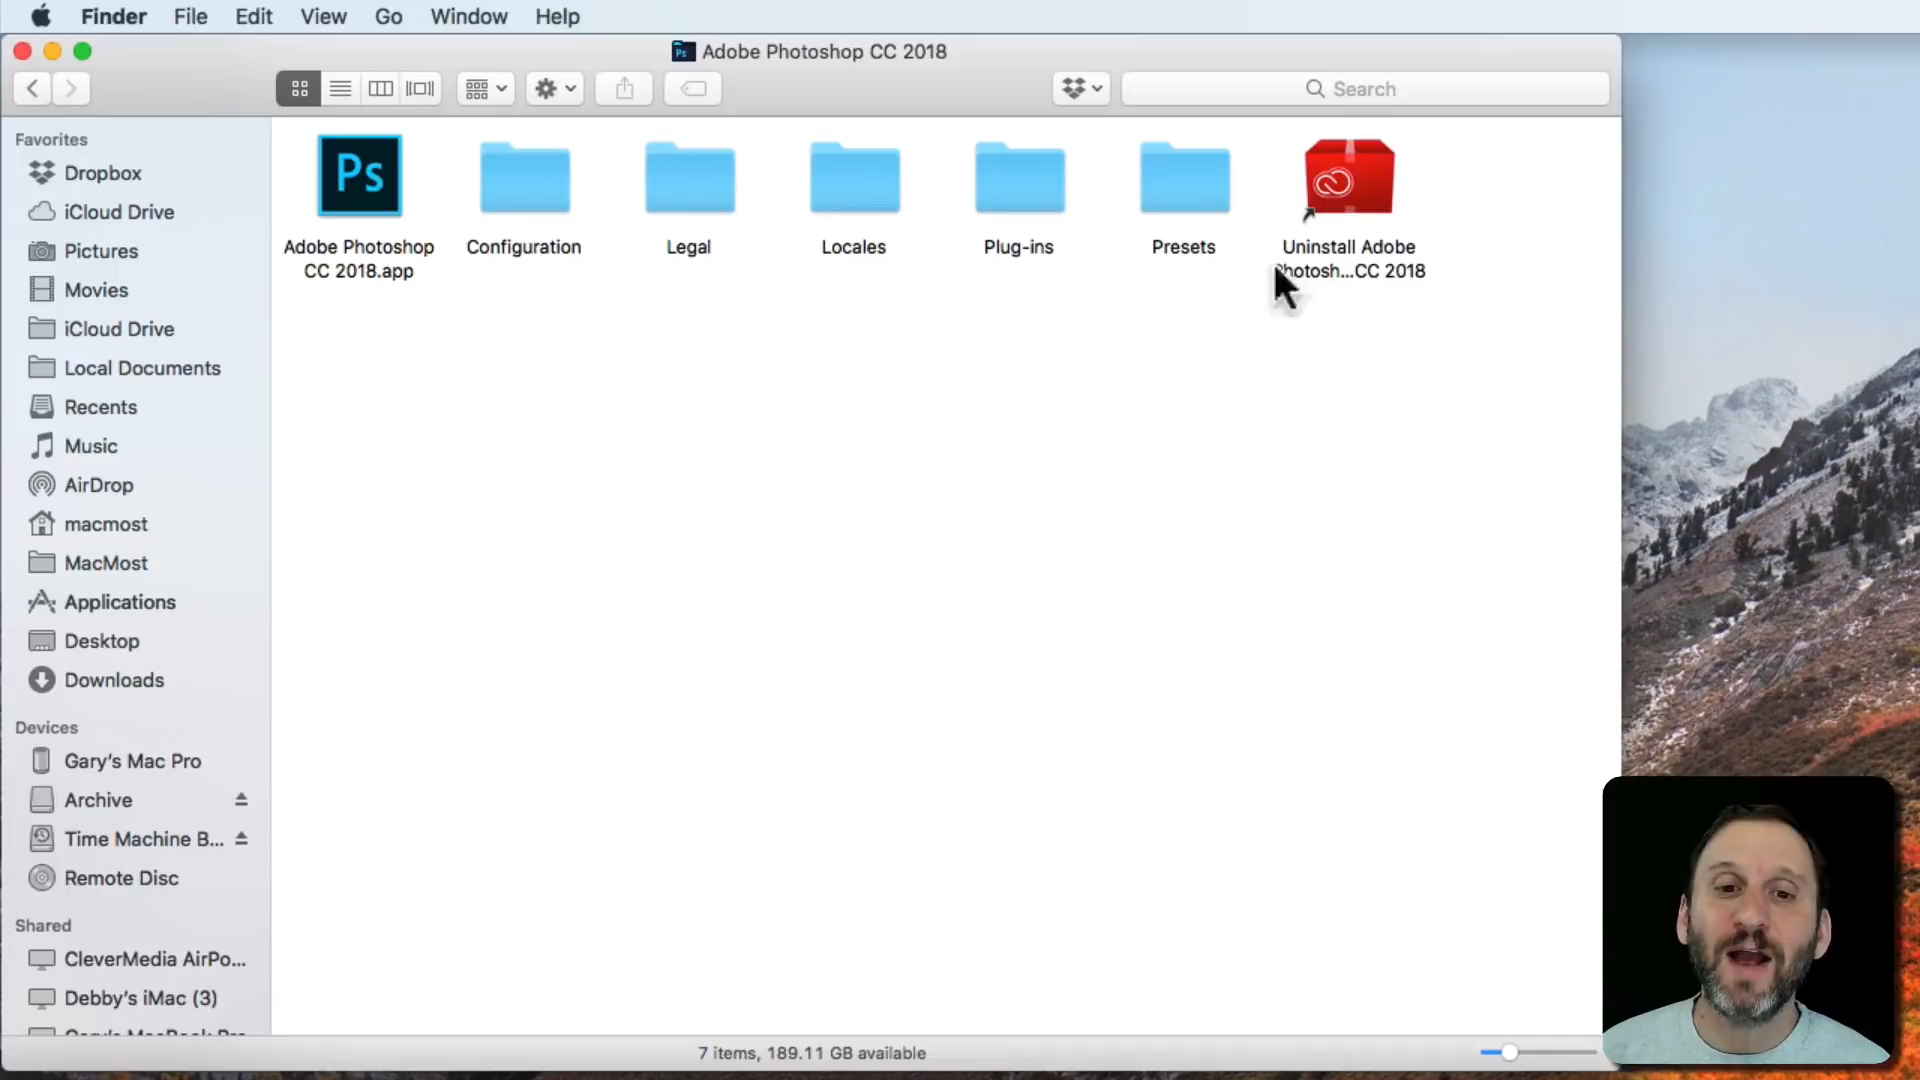 Finder File Edit View Go Window Help
Ps Adobe Photoshop CC 2018
Search
Favorites
Dropbox
iCloud Drive
Pictures
Movies
iCloud Drive
Local Documents
Recents
Music
AirDrop
macmost
MacMost
Applications
Desktop
Downloads
Devices
Gary's Mac Pro
Archive
Time Machine B...
Remote Disc
Shared
CleverMedia AirPo...
Debby's iMac (3)
Ps
Adobe Photoshop
CC 2018.app
Configuration
Legal
Locales
Plug-ins
Presets
Uninstall Adobe
Photosh...CC 2018
7 items, 189.11 GB available